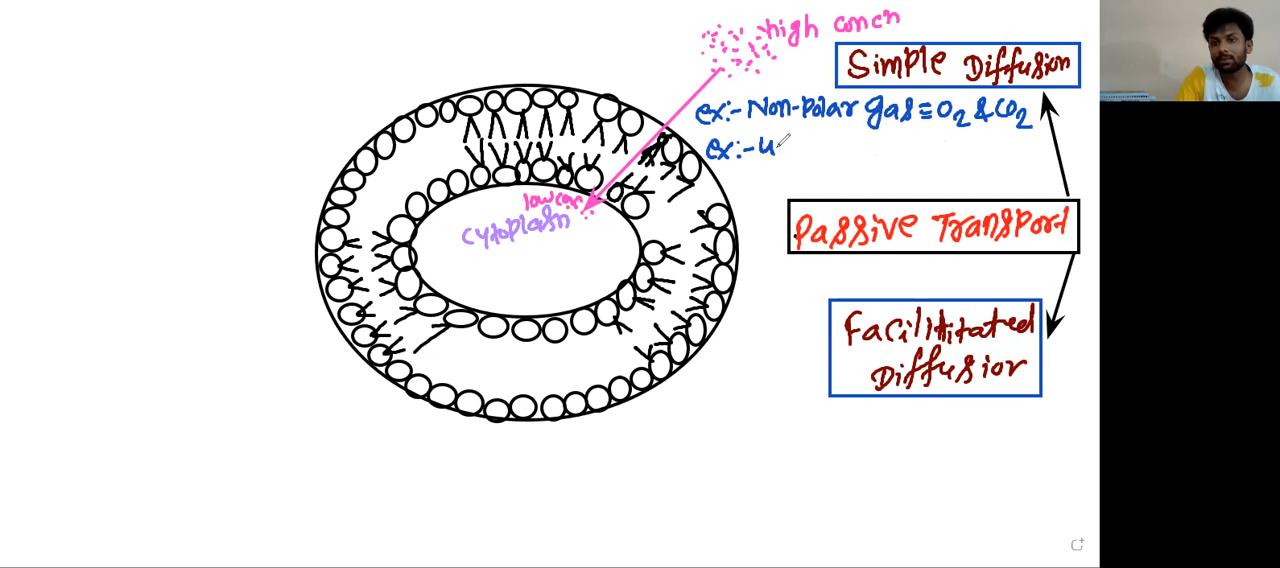 high concn
Simple Diffusion
ex:- Non-polar gas = O2 & CO2
ex:- u
low con
cytoplasm
Passive Transport
Facilitated
Diffusion